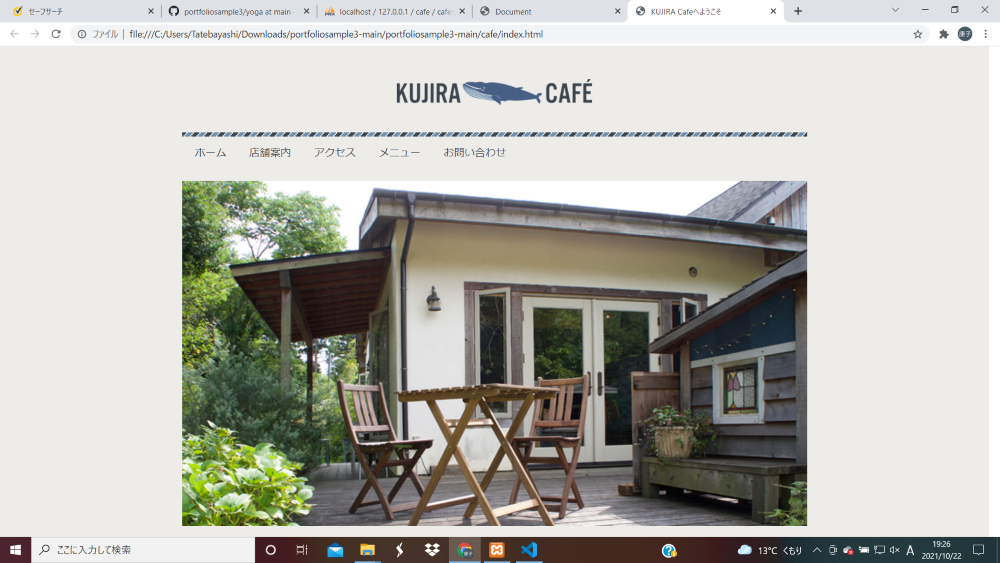 セーフサーチ
portfoliosample3/yoga at main
localhost / 127.0.0.1 / cafe / cafe
Document
KUJIRA Cafeへようこそ
ファイル | file:///C:/Users/Tatebayashi/Downloads/portfoliosample3-main/portfoliosample3-main/cafe/index.html
KUJIRA CAFÉ
ホーム 店舗案内 アクセス メニュー お問い合わせ
ここに入力して検索
13°C くもり
A
19:26
2021/10/22